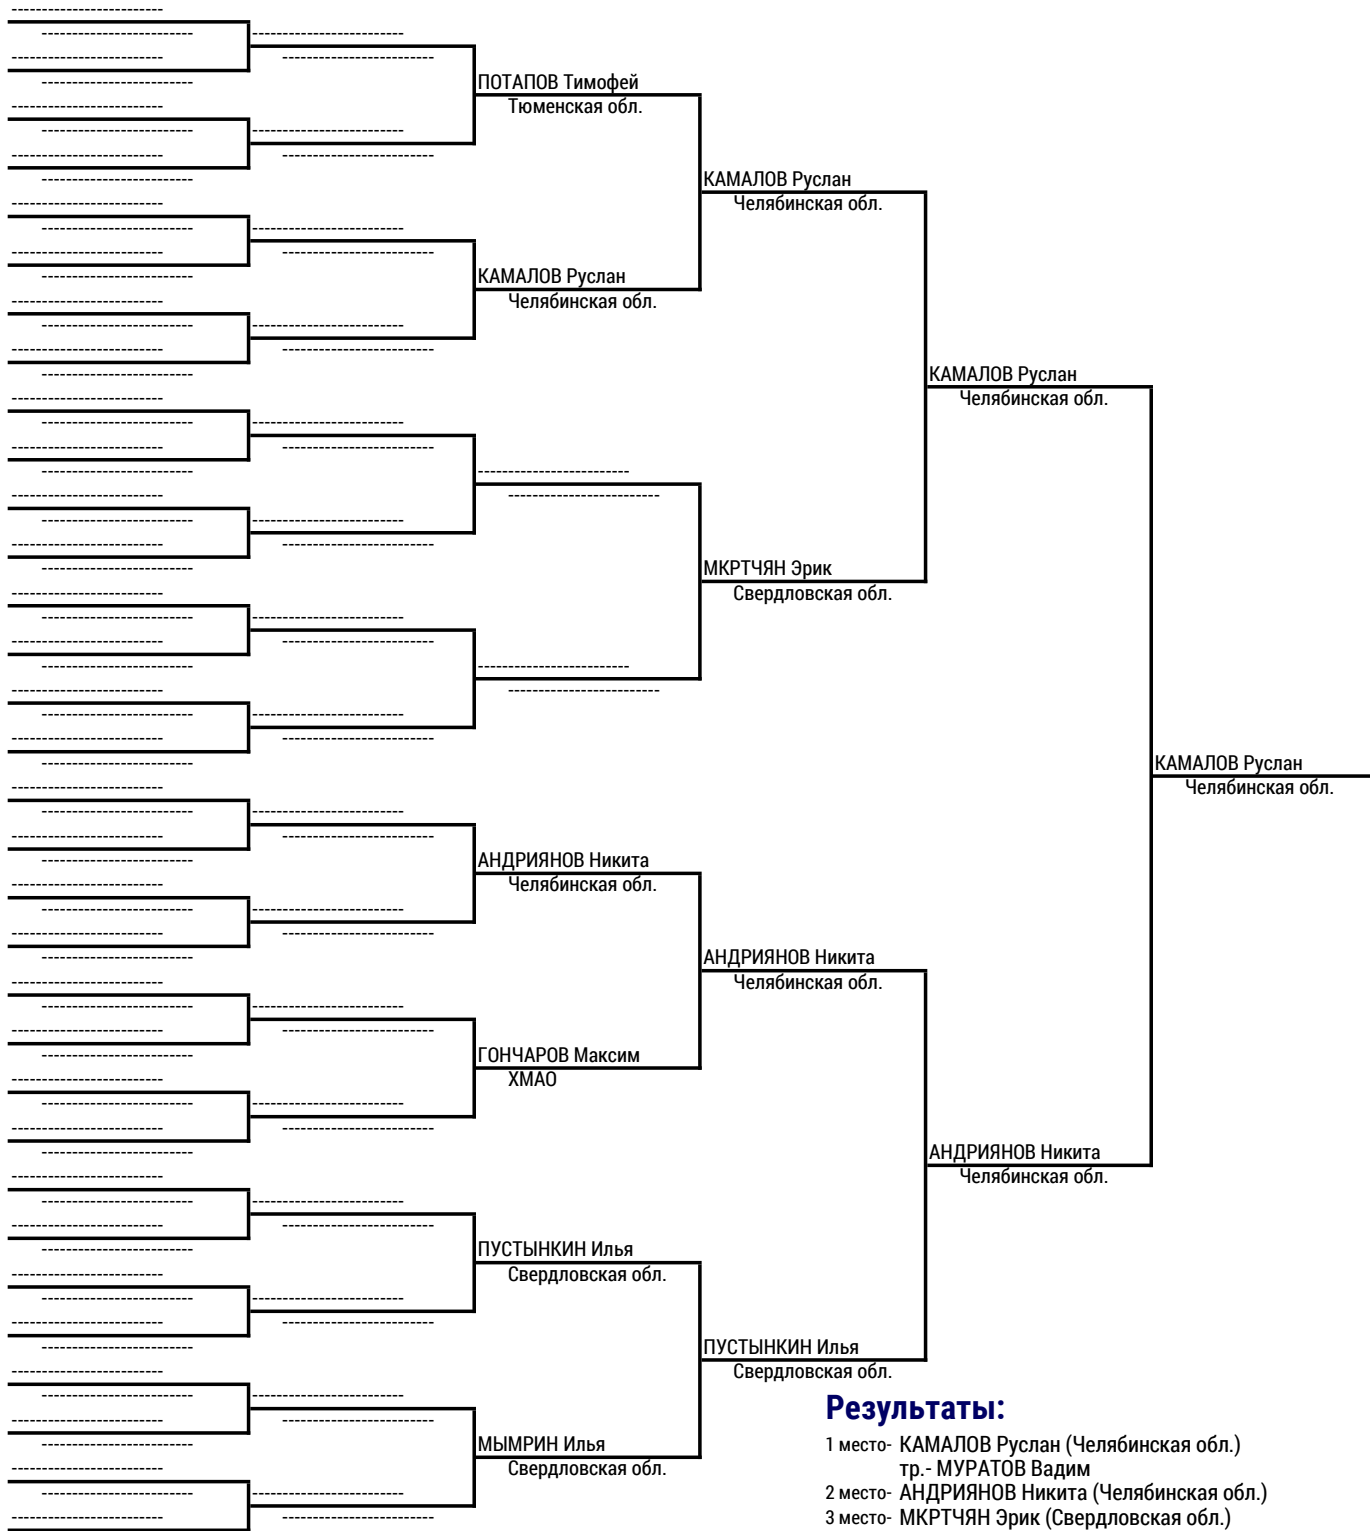 ПОТАПОВ Тимофей
Тюменская обл.
КАМАЛОВ Руслан
Челябинская обл.
КАМАЛОВ Руслан
Челябинская обл.
КАМАЛОВ Руслан
Челябинская обл.
МКРТЧЯН Эрик
Свердловская обл.
КАМАЛОВ Руслан
Челябинская обл.
АНДРИЯНОВ Никита
Челябинская обл.
АНДРИЯНОВ Никита
Челябинская обл.
ГОНЧАРОВ Максим
ХМАО
АНДРИЯНОВ Никита
Челябинская обл.
ПУСТЫНКИН Илья
Свердловская обл.
ПУСТЫНКИН Илья
Свердловская обл.
МЫМРИН Илья
Свердловская обл.
Результаты:
1 место- КАМАЛОВ Руслан (Челябинская обл.)
тр.- МУРАТОВ Вадим
2 место- АНДРИЯНОВ Никита (Челябинская обл.)
3 место- МКРТЧЯН Эрик (Свердловская обл.)